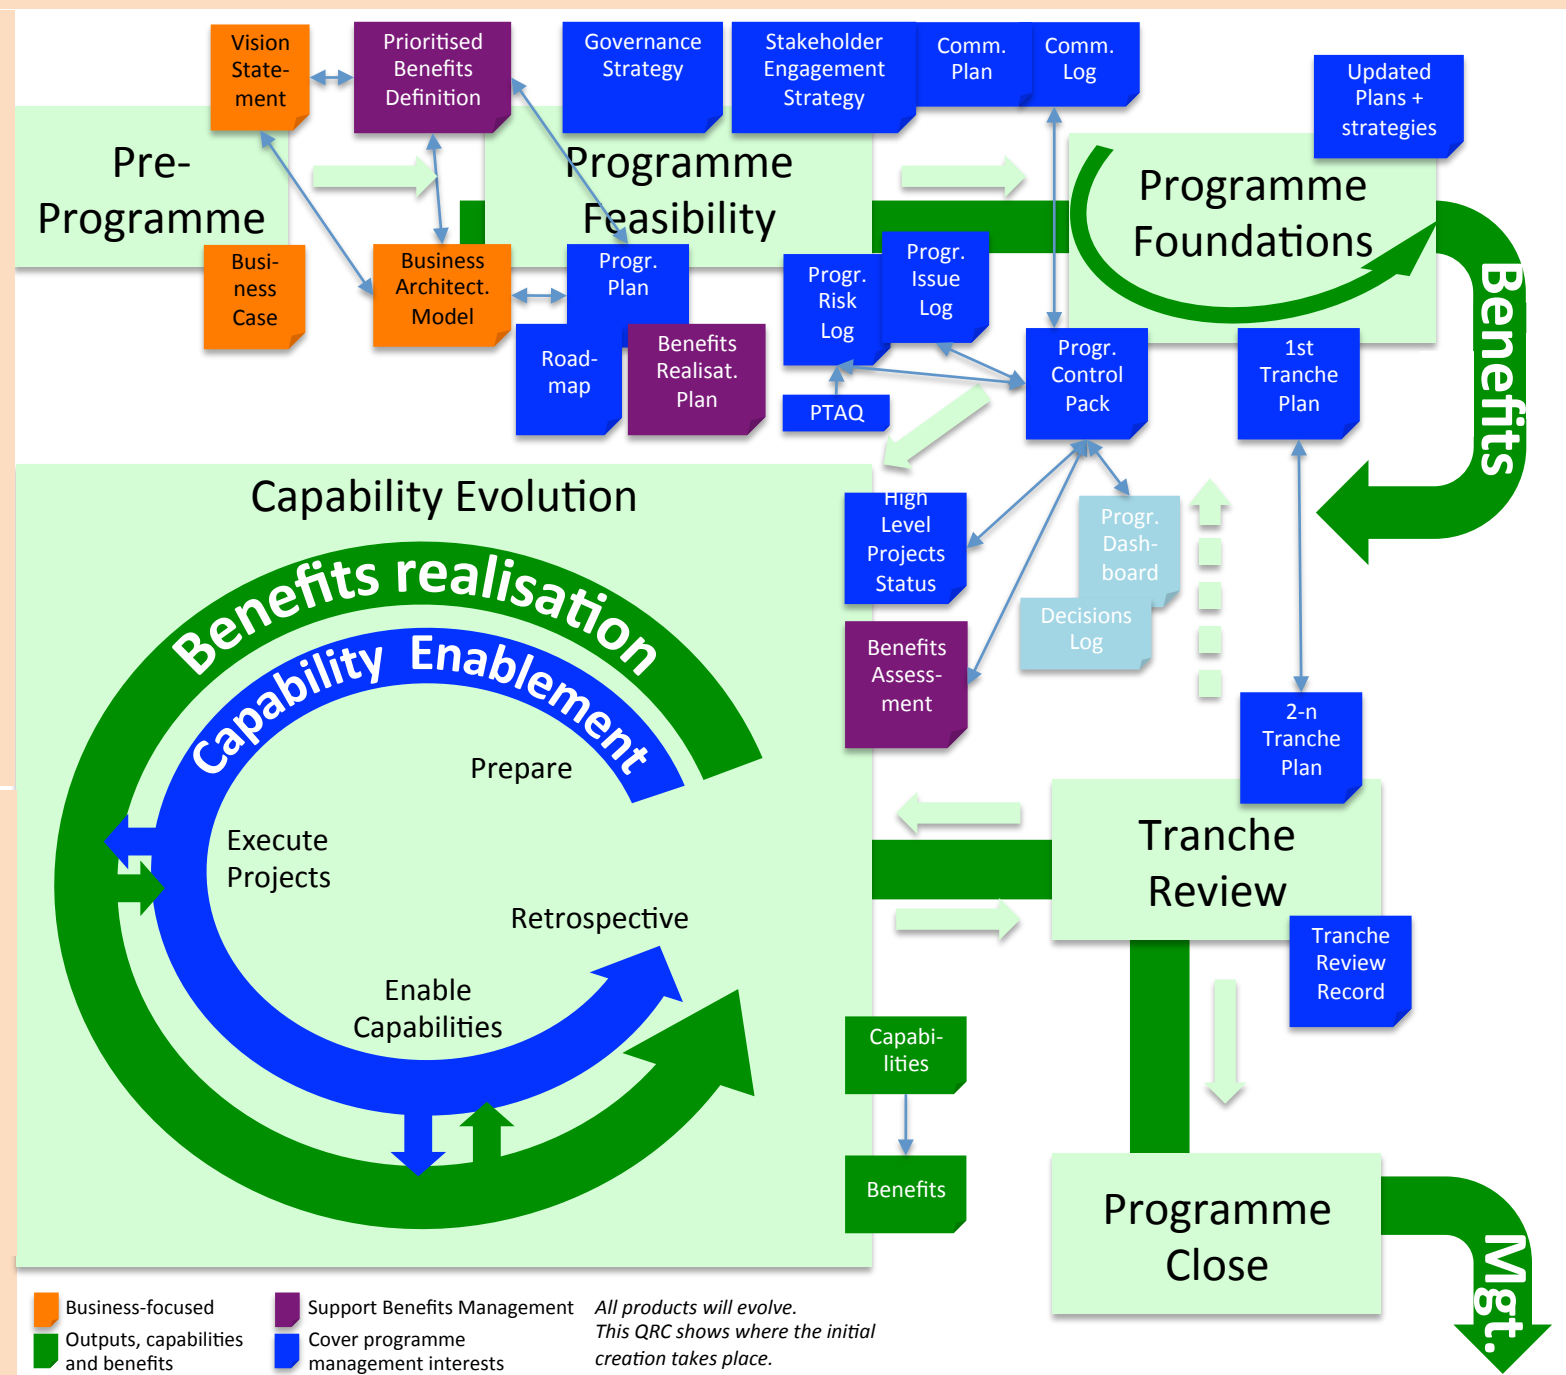 Vision
State-
ment
Prioritised
Benefits
Definition
Governance
Strategy
Stakeholder
Engagement
Strategy
Comm.
Plan
Comm.
Log
Updated
Plans +
strategies
Pre-
Programme
Programme
Feasibility
Programme
Foundations
Busi-
ness
Case
Business
Architect.
Model
Progr.
Plan
Road-
map
Benefits
Realisat.
Plan
Progr.
Risk
Log
Progr.
Issue
Log
PTAQ
Progr.
Control
Pack
1st
Tranche
Plan
Benefits
Capability Evolution
Benefits realisation
Capability Enablement
Prepare
Execute
Projects
Retrospective
Enable
Capabilities
High
Level
Projects
Status
Progr.
Dash-
board
Decisions
Log
Benefits
Assess-
ment
2-n
Tranche
Plan
Tranche
Review
Tranche
Review
Record
Capabi-
lities
Benefits
Programme
Close
Mgt.
Business-focused
Outputs, capabilities
and benefits
Support Benefits Management
Cover programme
management interests
All products will evolve.
This QRC shows where the initial
creation takes place.